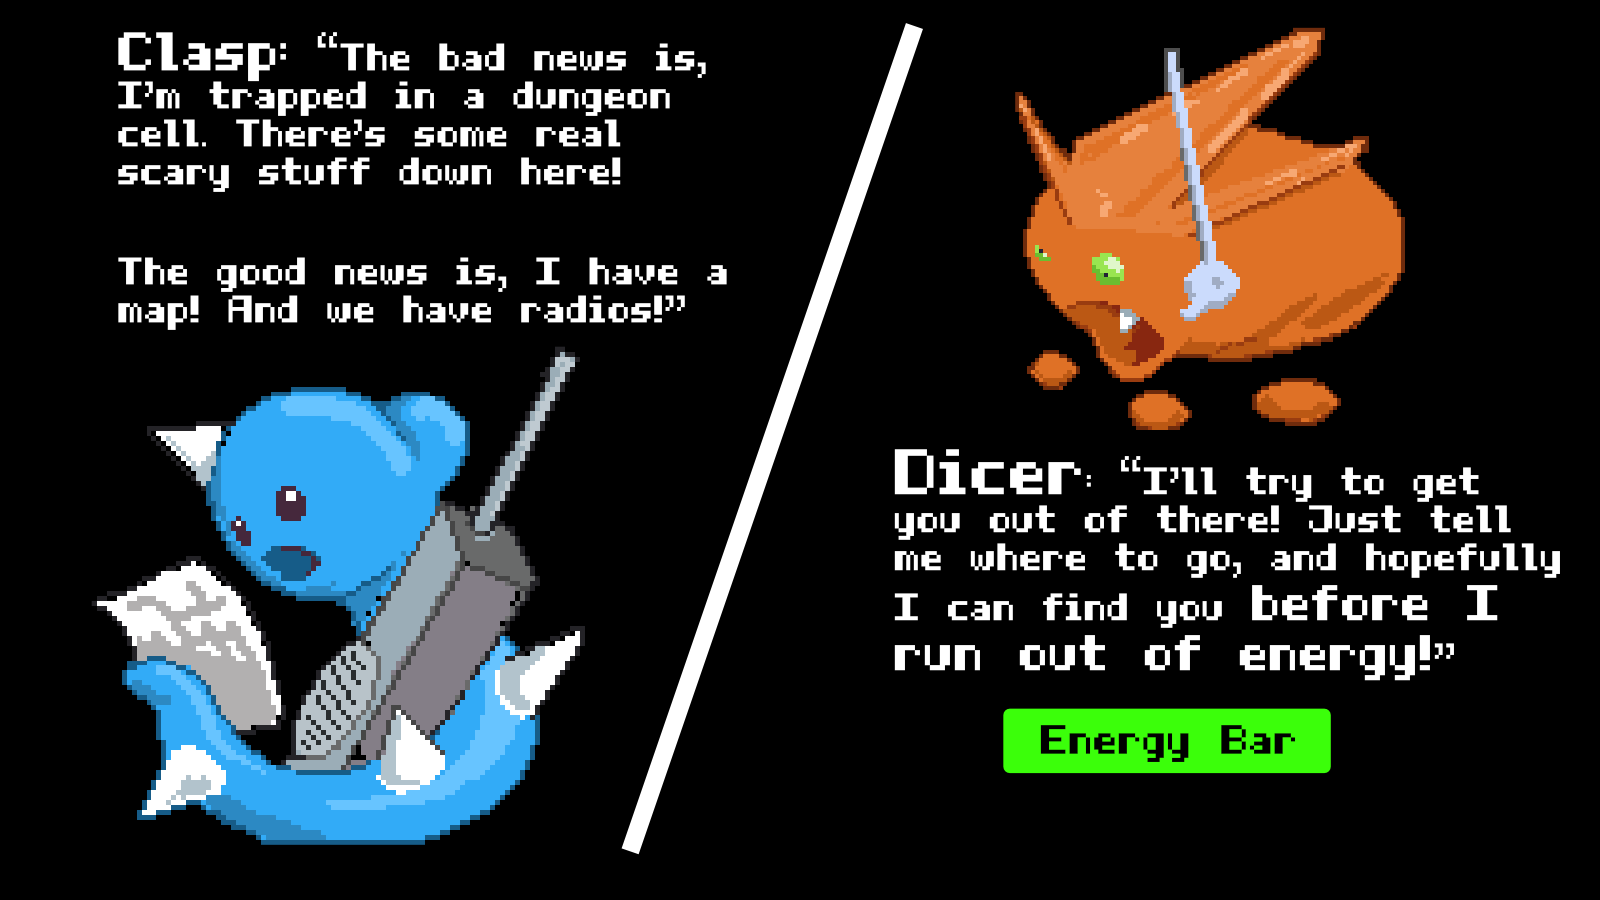 Clasp: “The bad news is,
I’m trapped in a dungeon
cell. There’s some real
scary stuff down here!
The good news is, I have a
map! And we have radios!”
Dicer: “I’ll try to get
you out of there! Just tell
me where to go, and hopefully
I can find you before I
run out of energy!”
Energy Bar